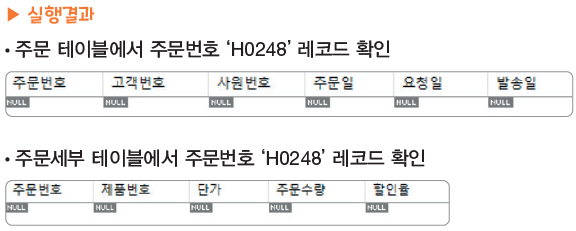 ▶ 실행결과
• 주문 테이블에서 주문번호 ‘H0248’ 레코드 확인
주문번호 고객번호 사원번호 주문일 요청일 발송일
NULL NULL NULL NULL NULL NULL
• 주문세부 테이블에서 주문번호 ‘H0248’ 레코드 확인
주문번호 제품번호 단가 주문수량 할인율
NULL NULL NULL NULL NULL